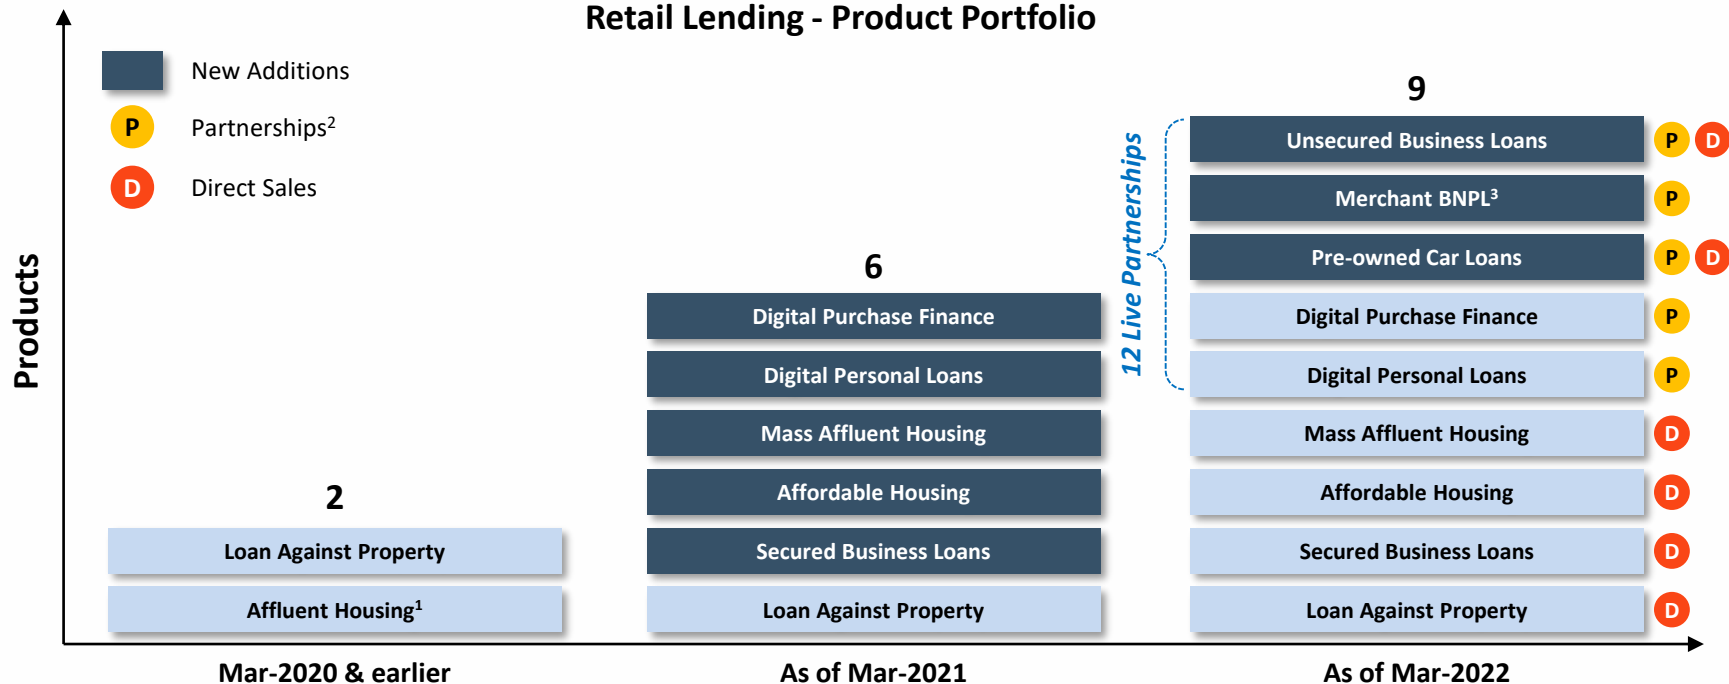 Retail Lending - Product Portfolio
New Additions
P Partnerships²
D Direct Sales
Products
2
Loan Against Property
Affluent Housing¹
Mar-2020 & earlier
6
Digital Purchase Finance
Digital Personal Loans
Mass Affluent Housing
Affordable Housing
Secured Business Loans
Loan Against Property
As of Mar-2021
12 Live Partnerships
9
Unsecured Business Loans P D
Merchant BNPL³ P
Pre-owned Car Loans P D
Digital Purchase Finance P
Digital Personal Loans P
Mass Affluent Housing D
Affordable Housing D
Secured Business Loans D
Loan Against Property D
As of Mar-2022